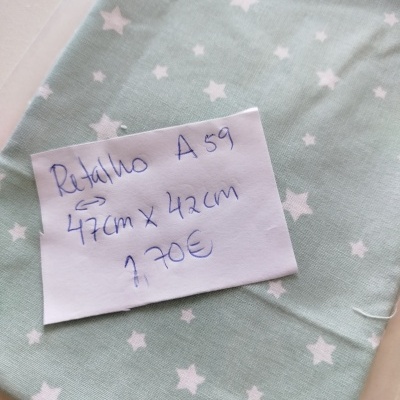 Retalho A59
↔
47cm x 42cm
1,70€